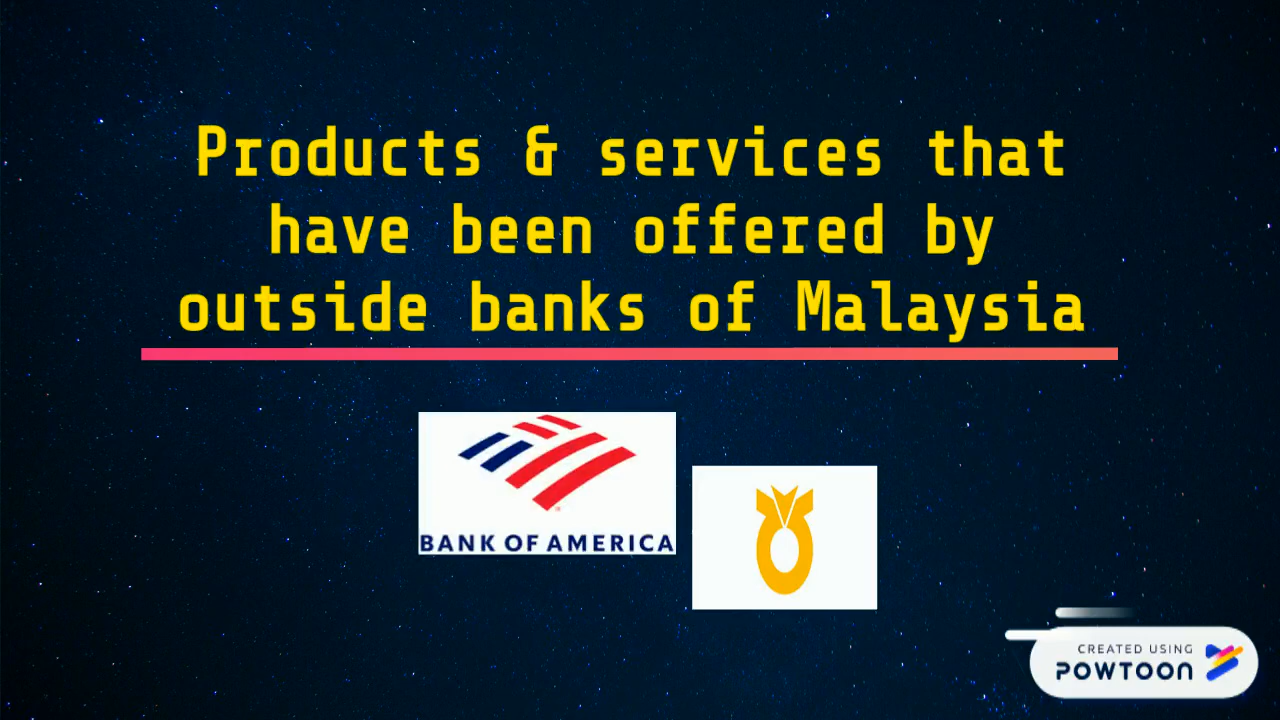 Products & services that
have been offered by
outside banks of Malaysia
BANK OF AMERICA
CREATED USING
POWTOON